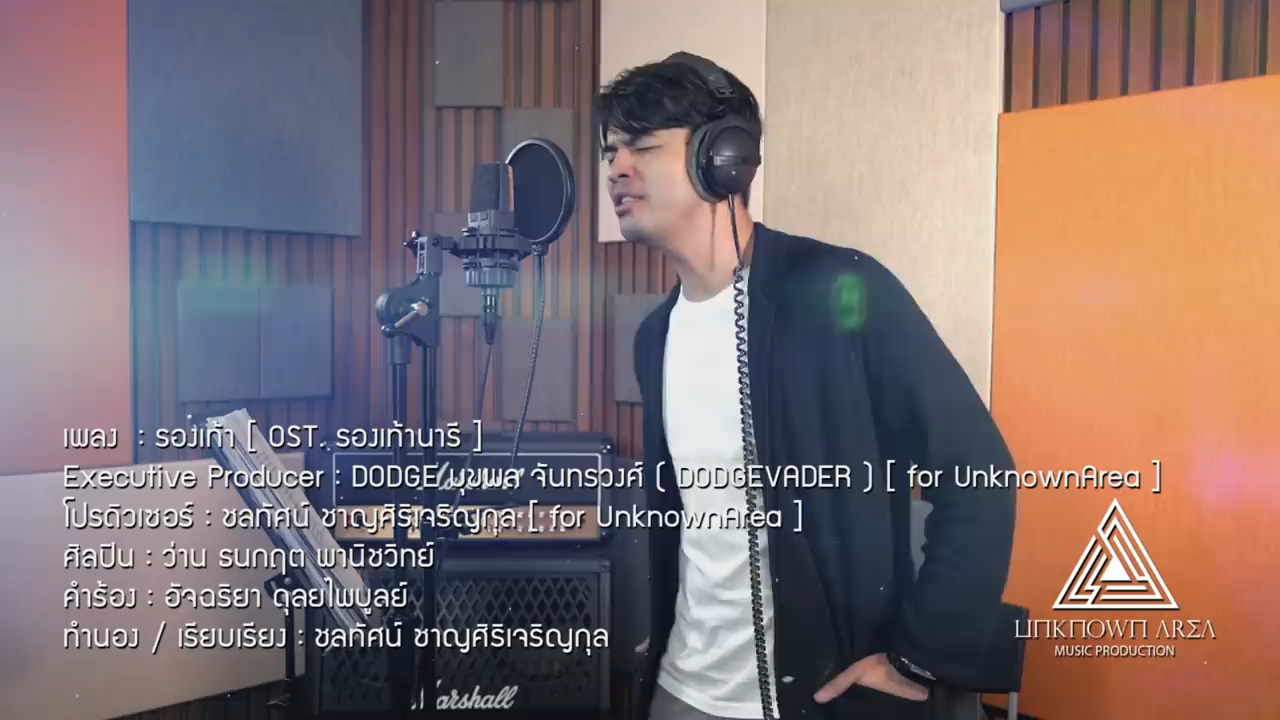 เพลง : รองเท้า [ OST. รองเท้านารี ]
Executive Producer : DODGE มุขพล จันทรวงศ์ ( DODGEVADER ) [ for UnknownArea ]
โปรดิวเซอร์ : ชลทัศน์ ชาญศิริเจริญกุล [ for UnknownArea ]
ศิลปิน : ว่าน ธนกฤต พานิชวิทย์
คำร้อง : อัจฉริยา ดุลยไพบูลย์
ทำนอง / เรียบเรียง : ชลทัศน์ ชาญศิริเจริญกุล
UNKNOWN AREA
MUSIC PRODUCTION
Marshall